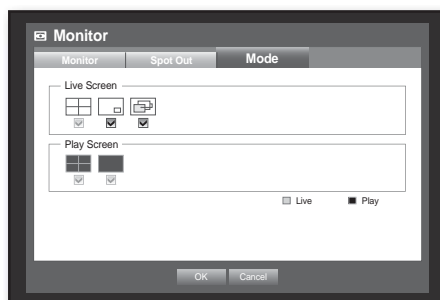 Monitor
Monitor Spot Out Mode
Live Screen
Play Screen
Live Play
OK Cancel